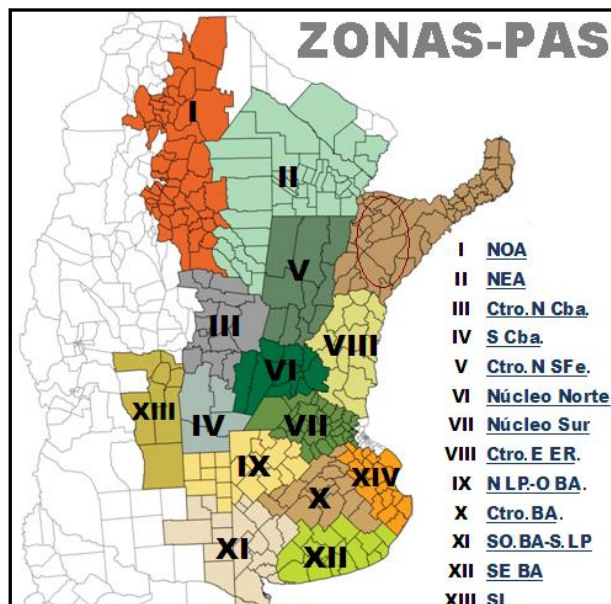 ZONAS-PAS
I
II
V
III
VIII
VI
XIII
IV
VII
IX
XIV
X
XI
XII
I NOA
II NEA
III Ctro.N Cba.
IV S Cba.
V Ctro.N SFe.
VI Núcleo Norte
VII Núcleo Sur
VIII Ctro.E ER.
IX N LP.-O BA.
X Ctro.BA.
XI SO.BA-S.LP
XII SE BA
XIII SL